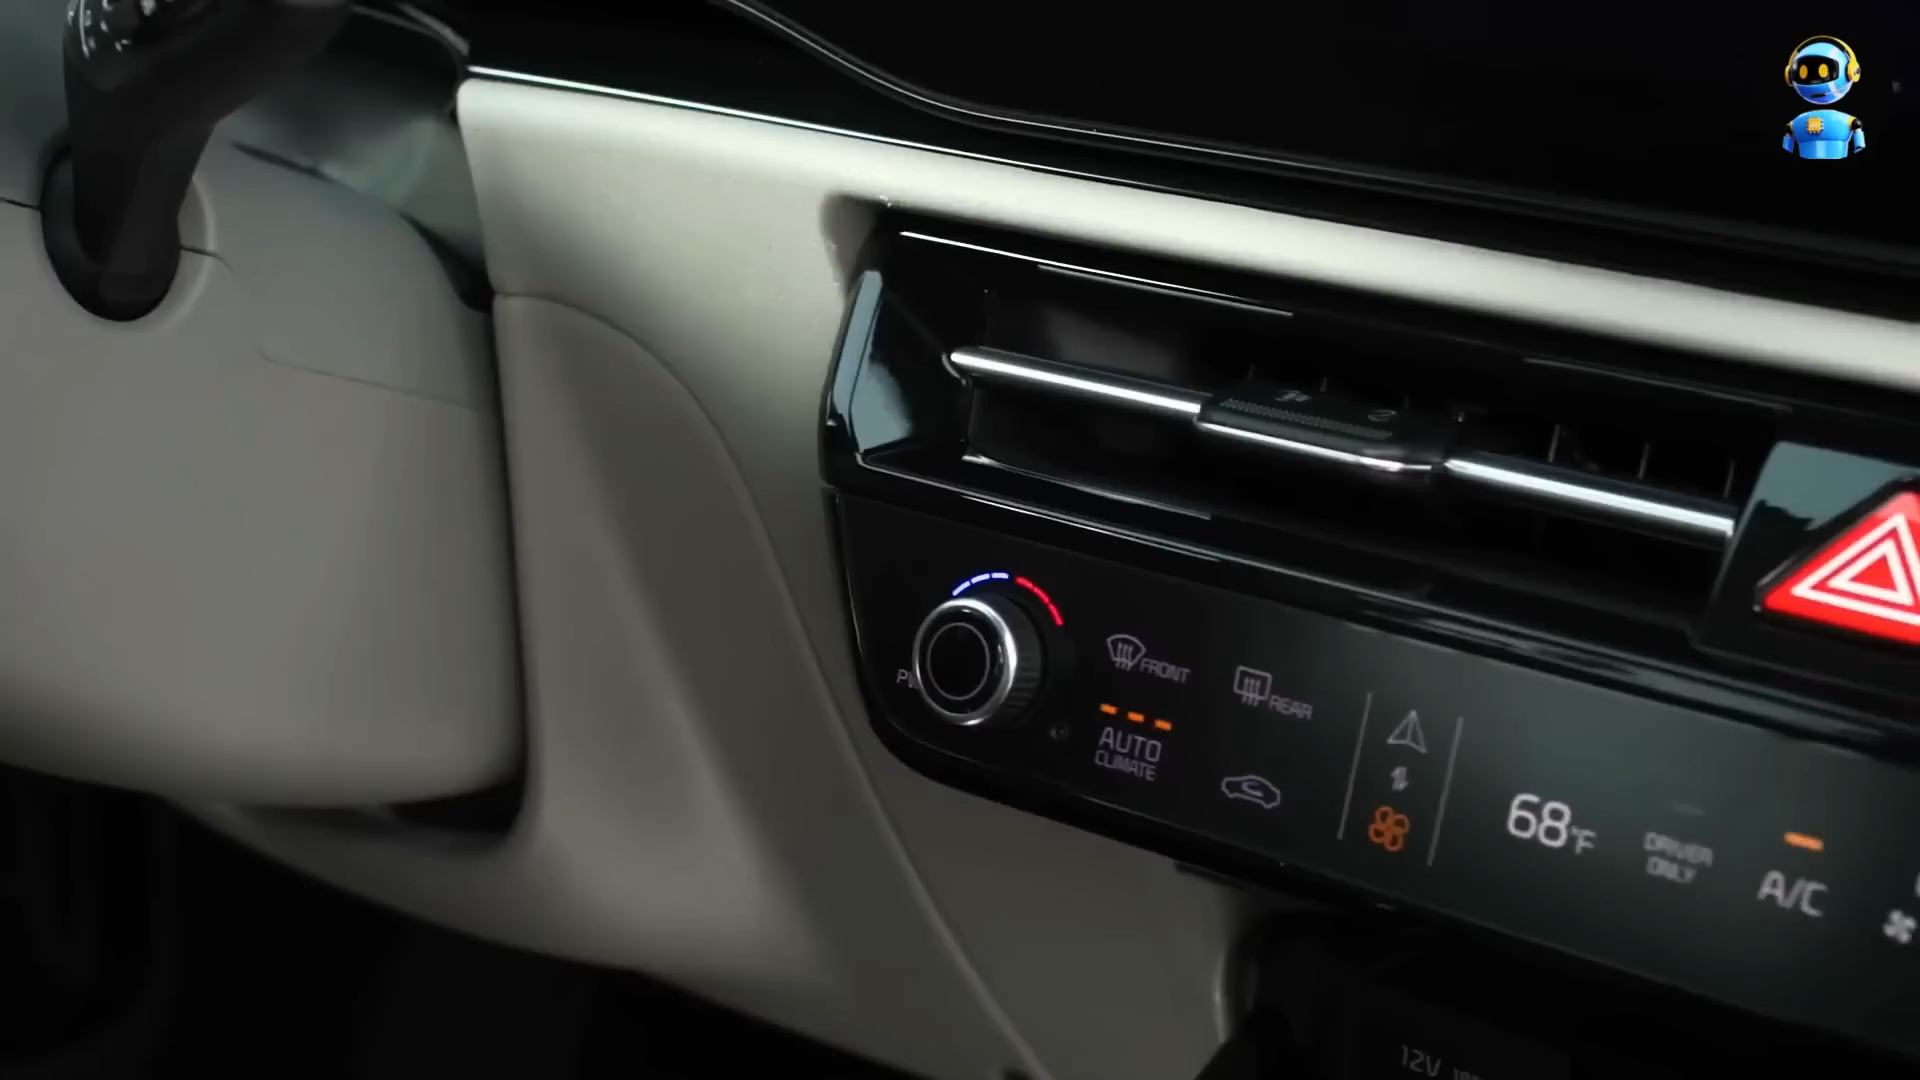 FRONT
REAR
AUTO
CLIMATE
68°F
DRIVER
ONLY
A/C
12V